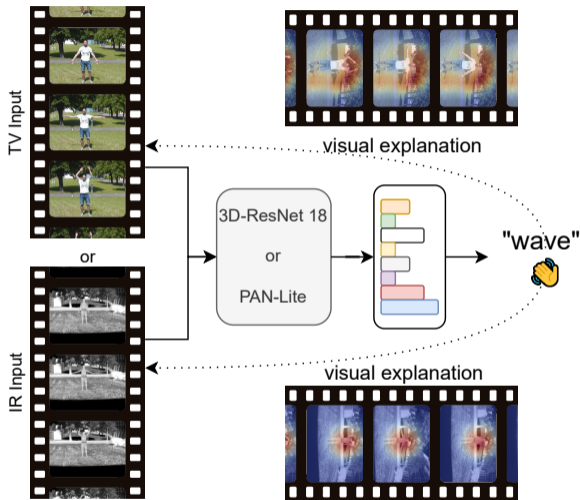 TV Input
visual explanation
3D-ResNet 18
or
PAN-Lite
"wave"
or
IR Input
visual explanation